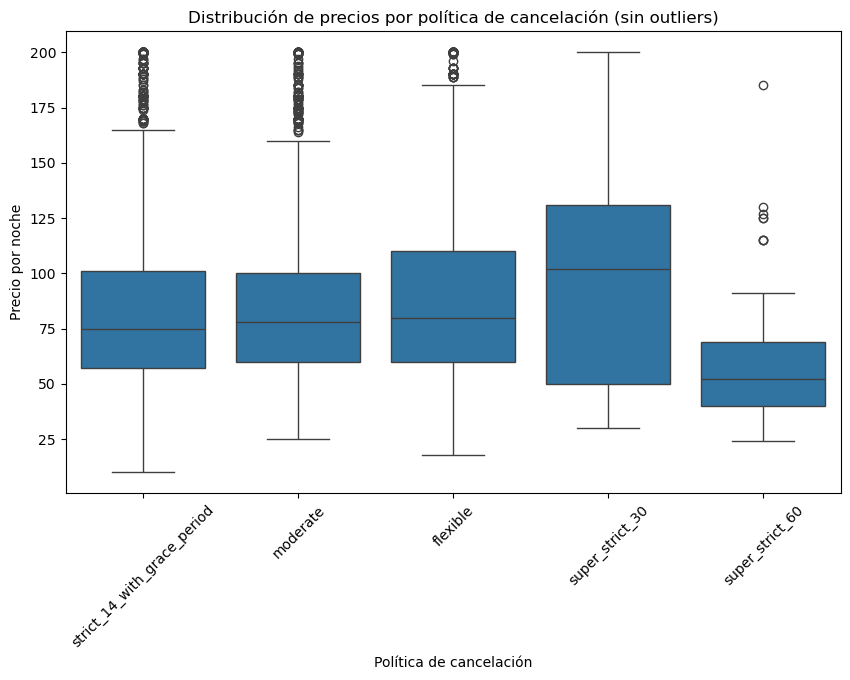 Distribución de precios por política de cancelación (sin outliers)
Precio por noche
200
175
150
125
100
75
50
25
strict_14_with_grace_period
moderate
flexible
super_strict_30
super_strict_60
Política de cancelación